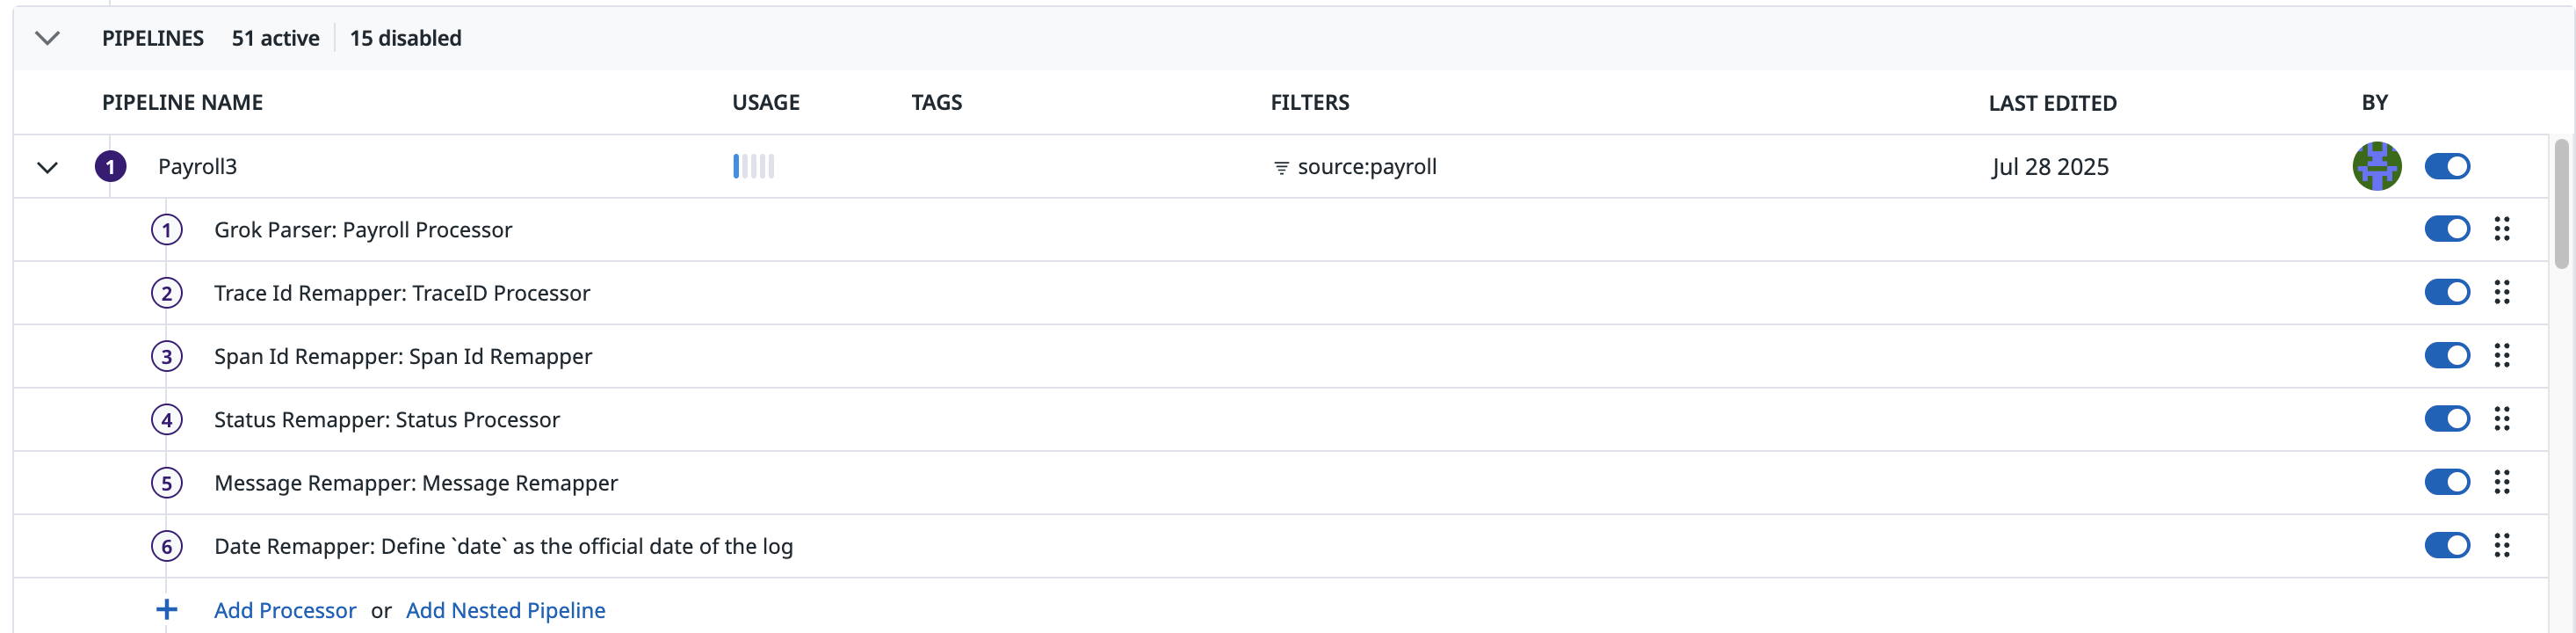 PIPELINES 51 active 15 disabled
PIPELINE NAME USAGE TAGS FILTERS LAST EDITED BY
1 Payroll3 source:payroll Jul 28 2025
1 Grok Parser: Payroll Processor
2 Trace Id Remapper: TraceID Processor
3 Span Id Remapper: Span Id Remapper
4 Status Remapper: Status Processor
5 Message Remapper: Message Remapper
6 Date Remapper: Define `date` as the official date of the log
Add Processor or Add Nested Pipeline